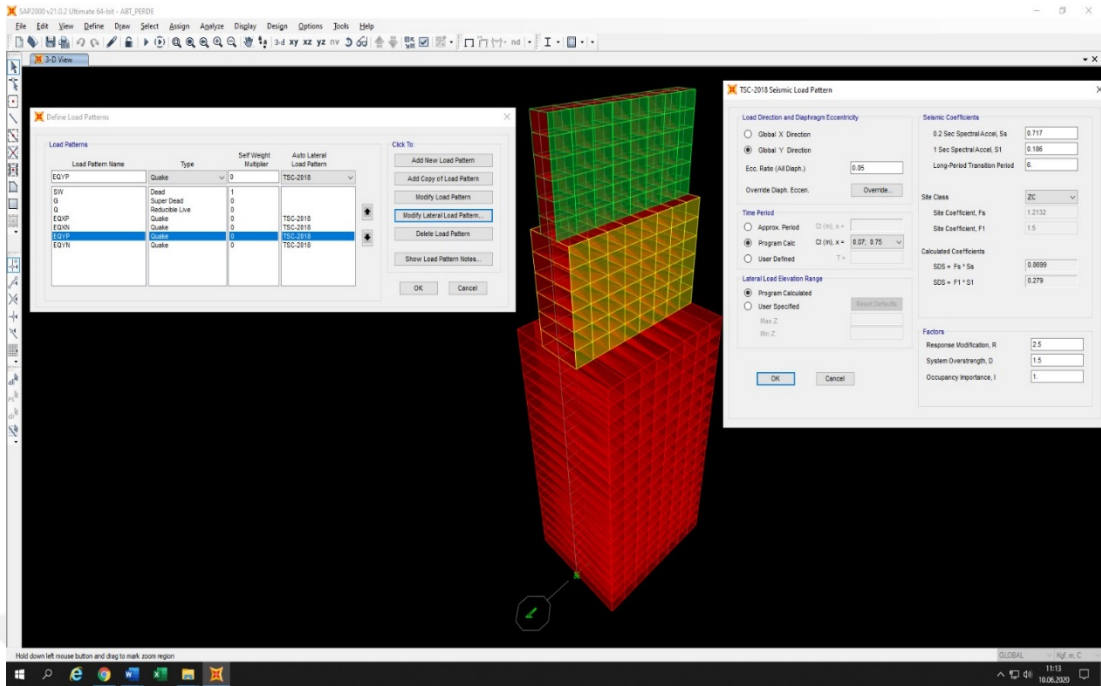 SAP2000 v21.0.2 Ultimate 64-bit - ABT_PERDE
File Edit View Define Draw Select Assign Analyze Display Design Options Tools Help
3-d xy xz yz nv nd
3-D View
Define Load Patterns
Load Patterns
Click To:
Load Pattern Name Type Self Weight Multiplier Auto Lateral Load Pattern
EQYP Quake 0 TSC-2018
SW Dead 1
G Super Dead 0
Q Reducible Live 0
EQXP Quake 0 TSC-2018
EQXN Quake 0 TSC-2018
EQYP Quake 0 TSC-2018
EQYN Quake 0 TSC-2018
Add New Load Pattern
Add Copy of Load Pattern
Modify Load Pattern
Modify Lateral Load Pattern...
Delete Load Pattern
Show Load Pattern Notes...
OK Cancel
TSC-2018 Seismic Load Pattern
Load Direction and Diaphragm Eccentricity
Global X Direction
Global Y Direction
Ecc. Ratio (All Diaph.) 0.05
Override Diaph. Eccen. Override...
Time Period
Approx. Period Ct (m), x =
Program Calc Ct (m), x = 0.07; 0.75
User Defined T =
Lateral Load Elevation Range
Program Calculated
User Specified Reset Defaults
Max Z
Min Z
OK Cancel
Seismic Coefficients
0.2 Sec Spectral Accel, Ss 0.717
1 Sec Spectral Accel, S1 0.186
Long-Period Transition Period 6.
Site Class ZC
Site Coefficient, Fs 1.2132
Site Coefficient, F1 1.5
Calculated Coefficients
SDS = Fs * Ss 0.8699
SDS = F1 * S1 0.279
Factors
Response Modification, R 2.5
System Overstrength, D 1.5
Occupancy Importance, I 1.
Hold down left mouse button and drag to mark zoom region
GLOBAL Kgf, m, C
11:13
10.06.2020